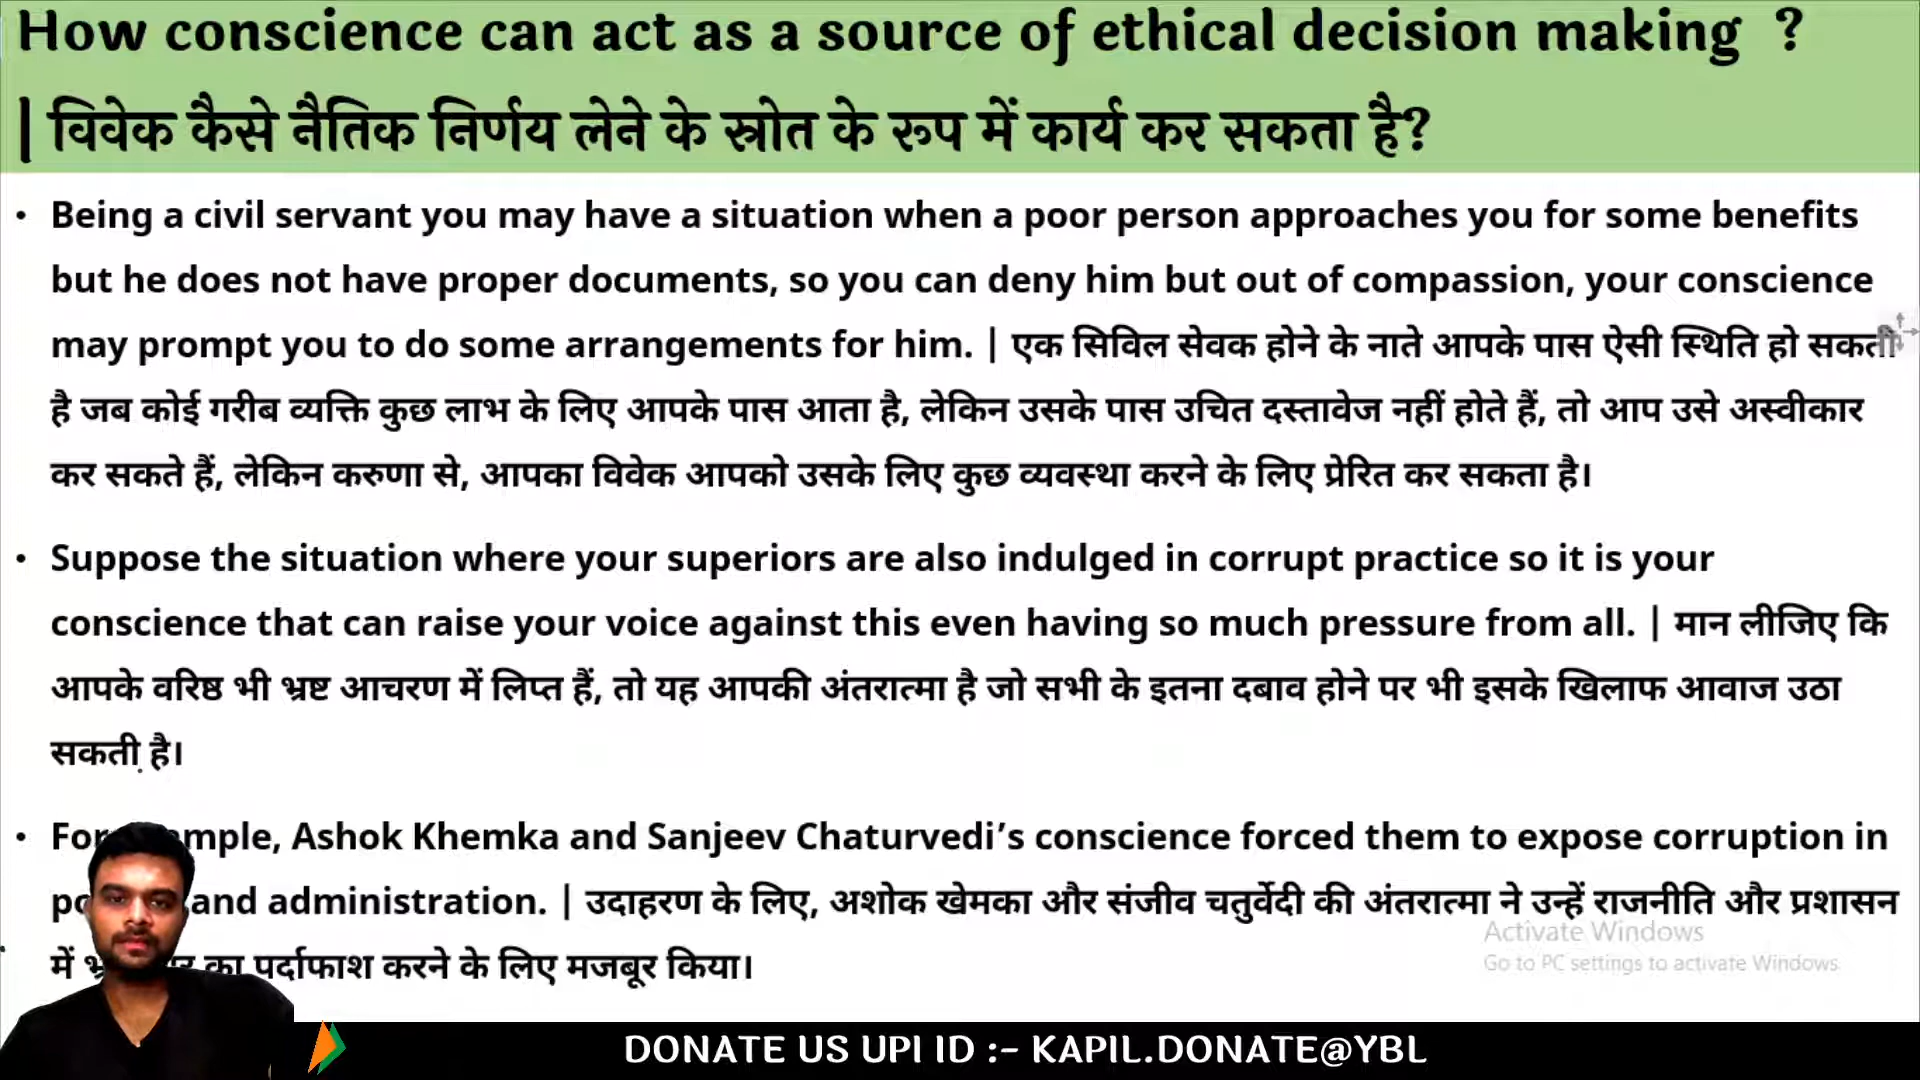 How conscience can act as a source of ethical decision making ?
| विवेक कैसे नैतिक निर्णय लेने के स्रोत के रूप में कार्य कर सकता है?
• Being a civil servant you may have a situation when a poor person approaches you for some benefits
but he does not have proper documents, so you can deny him but out of compassion, your conscience
may prompt you to do some arrangements for him. | एक सिविल सेवक होने के नाते आपके पास ऐसी स्थिति हो सकती
है जब कोई गरीब व्यक्ति कुछ लाभ के लिए आपके पास आता है, लेकिन उसके पास उचित दस्तावेज नहीं होते हैं, तो आप उसे अस्वीकार
कर सकते हैं, लेकिन करुणा से, आपका विवेक आपको उसके लिए कुछ व्यवस्था करने के लिए प्रेरित कर सकता है।
• Suppose the situation where your superiors are also indulged in corrupt practice so it is your
conscience that can raise your voice against this even having so much pressure from all. | मान लीजिए कि
आपके वरिष्ठ भी भ्रष्ट आचरण में लिप्त हैं, तो यह आपकी अंतरात्मा है जो सभी के इतना दबाव होने पर भी इसके खिलाफ आवाज उठा
सकती है।
• Ashok Khemka and Sanjeev Chaturvedi’s conscience forced them to expose corruption in
and administration. | उदाहरण के लिए, अशोक खेमका और संजीव चतुर्वेदी की अंतरात्मा ने उन्हें राजनीति और प्रशासन
में का पर्दाफाश करने के लिए मजबूर किया।
Activate Windows
Go to PC settings to activate Windows.
DONATE US UPI ID :- KAPIL.DONATE@YBL